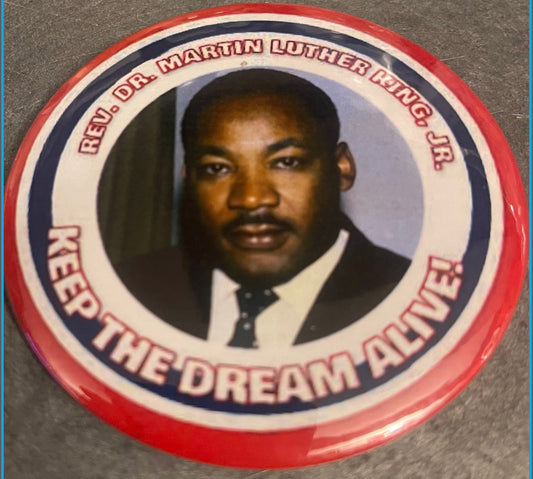 REV. DR. MARTIN LUTHER KING, JR.
KEEP THE DREAM ALIVE!